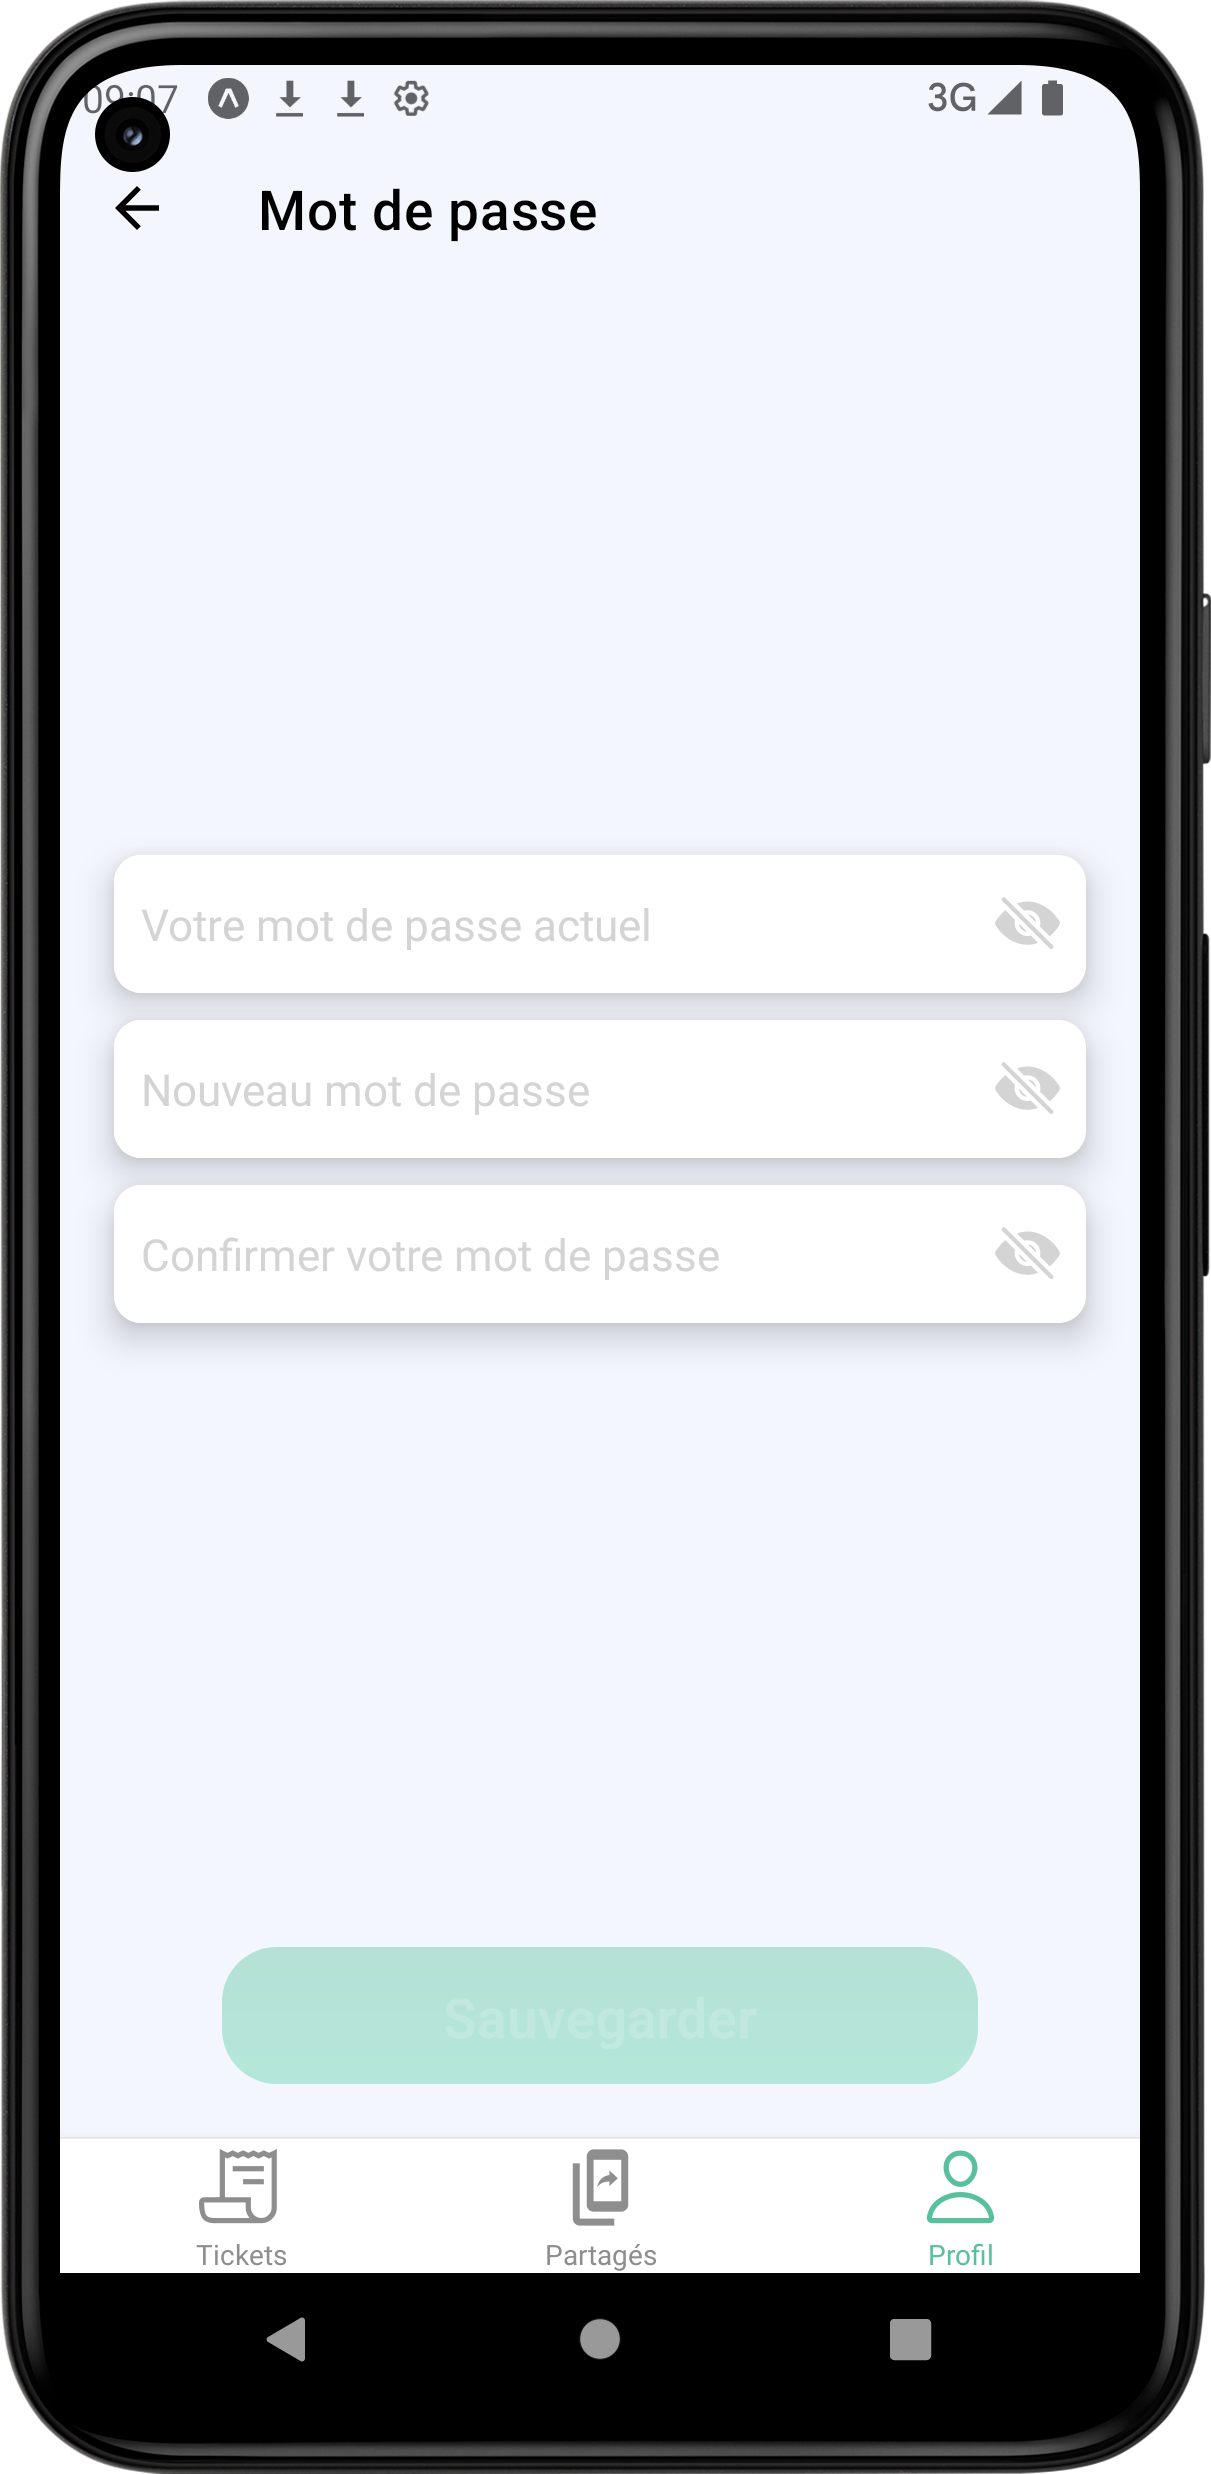 09:07 3G
Mot de passe
Votre mot de passe actuel
Nouveau mot de passe
Confirmer votre mot de passe
Sauvegarder
Tickets Partagés Profil